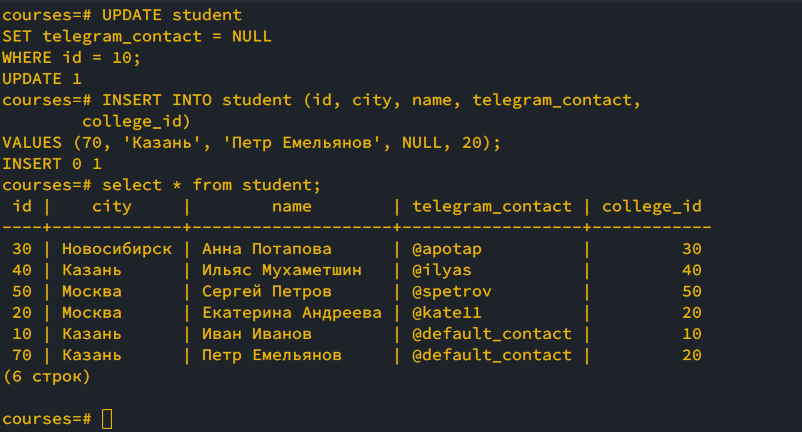 courses=# UPDATE student
SET telegram_contact = NULL
WHERE id = 10;
UPDATE 1
courses=# INSERT INTO student (id, city, name, telegram_contact,
        college_id)
VALUES (70, 'Казань', 'Петр Емельянов', NULL, 20);
INSERT 0 1
courses=# select * from student;
 id |    city     |        name        | telegram_contact | college_id
----+-------------+--------------------+------------------+------------
 30 | Новосибирск | Анна Потапова      | @apotap          |         30
 40 | Казань      | Ильяс Мухаметшин   | @ilyas           |         40
 50 | Москва      | Сергей Петров      | @spetrov         |         50
 20 | Москва      | Екатерина Андреева | @kate11          |         20
 10 | Казань      | Иван Иванов        | @default_contact |         10
 70 | Казань      | Петр Емельянов     | @default_contact |         20
(6 строк)
courses=#